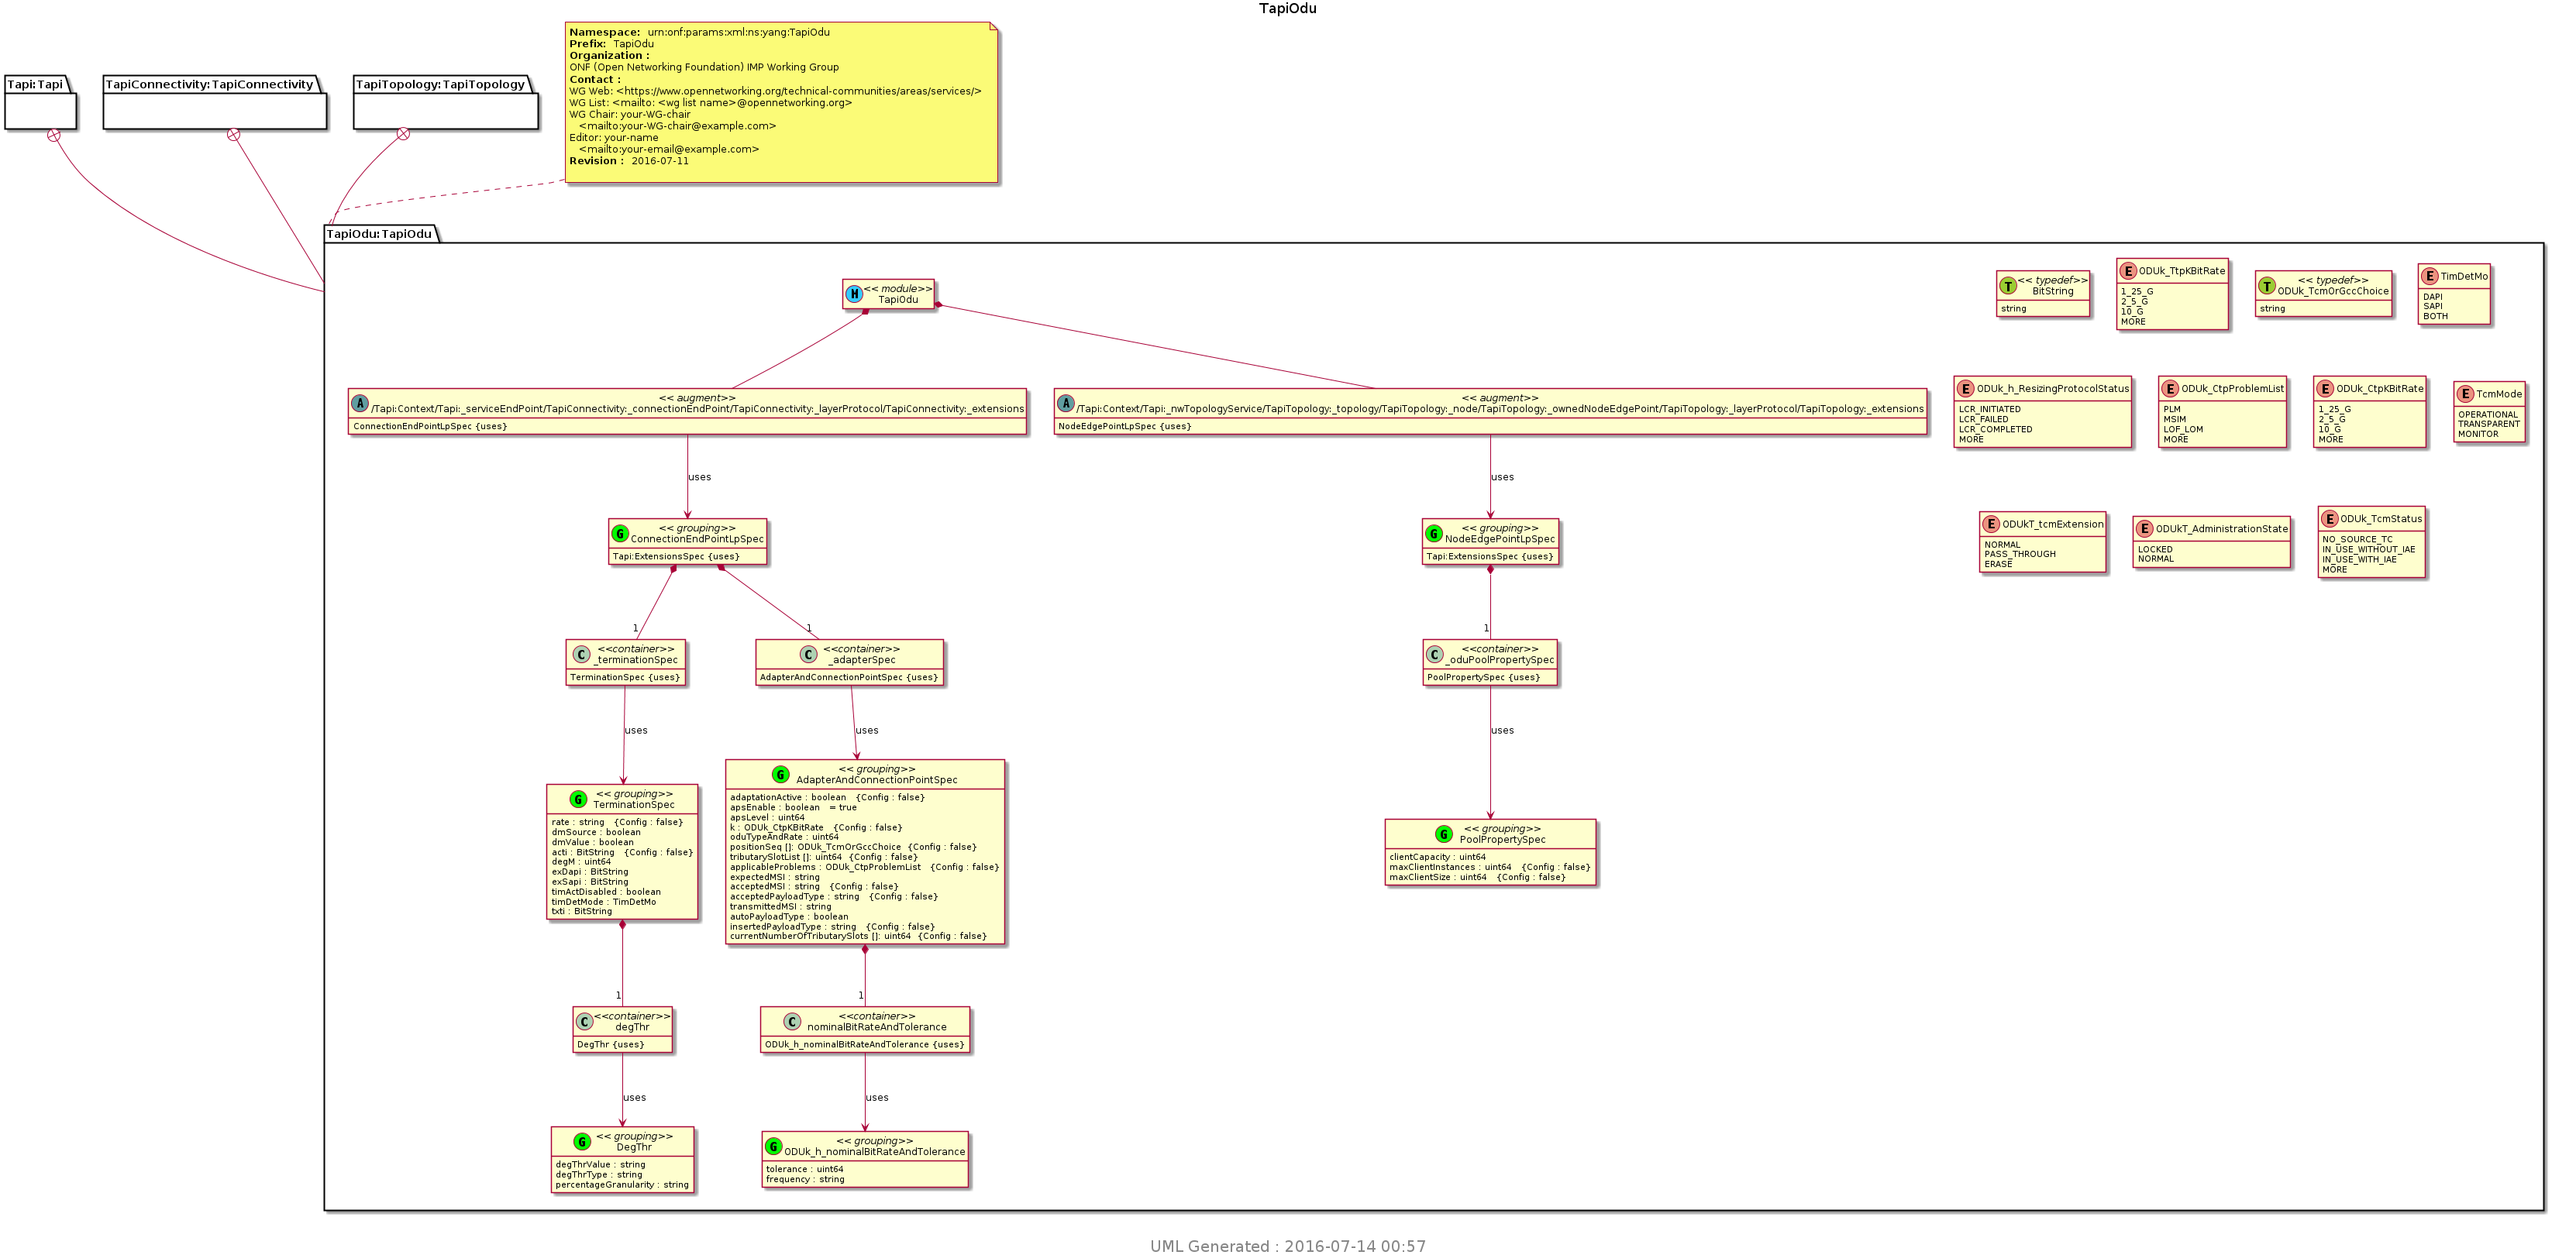 TapiOdu
Namespace: urn:onf:params:xml:ns:yang:TapiOdu
Prefix: TapiOdu
Organization :
ONF (Open Networking Foundation) IMP Working Group
Contact :
WG Web: <https://www.opennetworking.org/technical-communities/areas/services/>
WG List: <mailto: <wg list name>@opennetworking.org>
WG Chair: your-WG-chair
<mailto:your-WG-chair@example.com>
Editor: your-name
<mailto:your-email@example.com>
Revision : 2016-07-11
Tapi: Tapi
TapiConnectivity: TapiConnectivity
TapiTopology: TapiTopology
TapiOdu: TapiOdu
H
<< module>>
TapiOdu
T
<< typedef>>
BitString
string
E ODUk_TtpKBitRate
1_25_G
2_5_G
10_G
MORE
T
<< typedef>>
ODUk_TcmOrGccChoice
string
E TimDetMo
DAPI
SAPI
BOTH
A
<< augment>>
/Tapi:Context/Tapi:_serviceEndPoint/TapiConnectivity:_connectionEndPoint/TapiConnectivity:_layerProtocol/TapiConnectivity:_extensions
ConnectionEndPointLpSpec {uses}
A
<< augment>>
/Tapi:Context/Tapi:_nwTopologyService/TapiTopology:_topology/TapiTopology:_node/TapiTopology:_ownedNodeEdgePoint/TapiTopology:_layerProtocol/TapiTopology:_extensions
NodeEdgePointLpSpec {uses}
E ODUk_h_ResizingProtocolStatus
LCR_INITIATED
LCR_FAILED
LCR_COMPLETED
MORE
E ODUk_CtpProblemList
PLM
MSIM
LOF_LOM
MORE
E ODUk_CtpKBitRate
1_25_G
2_5_G
10_G
MORE
E TcmMode
OPERATIONAL
TRANSPARENT
MONITOR
uses
uses
G
<< grouping>>
ConnectionEndPointLpSpec
Tapi:ExtensionsSpec {uses}
G
<< grouping>>
NodeEdgePointLpSpec
Tapi:ExtensionsSpec {uses}
E ODUkT_tcmExtension
NORMAL
PASS_THROUGH
ERASE
E ODUkT_AdministrationState
LOCKED
NORMAL
E ODUk_TcmStatus
NO_SOURCE_TC
IN_USE_WITHOUT_IAE
IN_USE_WITH_IAE
MORE
1
1
1
C
<<container>>
_terminationSpec
TerminationSpec {uses}
C
<<container>>
_adapterSpec
AdapterAndConnectionPointSpec {uses}
C
<<container>>
_oduPoolPropertySpec
PoolPropertySpec {uses}
uses
uses
uses
G
<< grouping>>
TerminationSpec
rate : string {Config : false}
dmSource : boolean
dmValue : boolean
acti : BitString {Config : false}
degM : uint64
exDapi : BitString
exSapi : BitString
timActDisabled : boolean
timDetMode : TimDetMo
txti : BitString
G
<< grouping>>
AdapterAndConnectionPointSpec
adaptationActive : boolean {Config : false}
apsEnable : boolean = true
apsLevel : uint64
k : ODUk_CtpKBitRate {Config : false}
oduTypeAndRate : uint64
positionSeq []: ODUk_TcmOrGccChoice {Config : false}
tributarySlotList []: uint64 {Config : false}
applicableProblems : ODUk_CtpProblemList {Config : false}
expectedMSI : string
acceptedMSI : string {Config : false}
acceptedPayloadType : string {Config : false}
transmittedMSI : string
autoPayloadType : boolean
insertedPayloadType : string {Config : false}
currentNumberOfTributarySlots []: uint64 {Config : false}
G
<< grouping>>
PoolPropertySpec
clientCapacity : uint64
maxClientInstances : uint64 {Config : false}
maxClientSize : uint64 {Config : false}
1
1
C
<<container>>
degThr
DegThr {uses}
C
<<container>>
nominalBitRateAndTolerance
ODUk_h_nominalBitRateAndTolerance {uses}
uses
uses
G
<< grouping>>
DegThr
degThrValue : string
degThrType : string
percentageGranularity : string
G
<< grouping>>
ODUk_h_nominalBitRateAndTolerance
tolerance : uint64
frequency : string
UML Generated : 2016-07-14 00:57